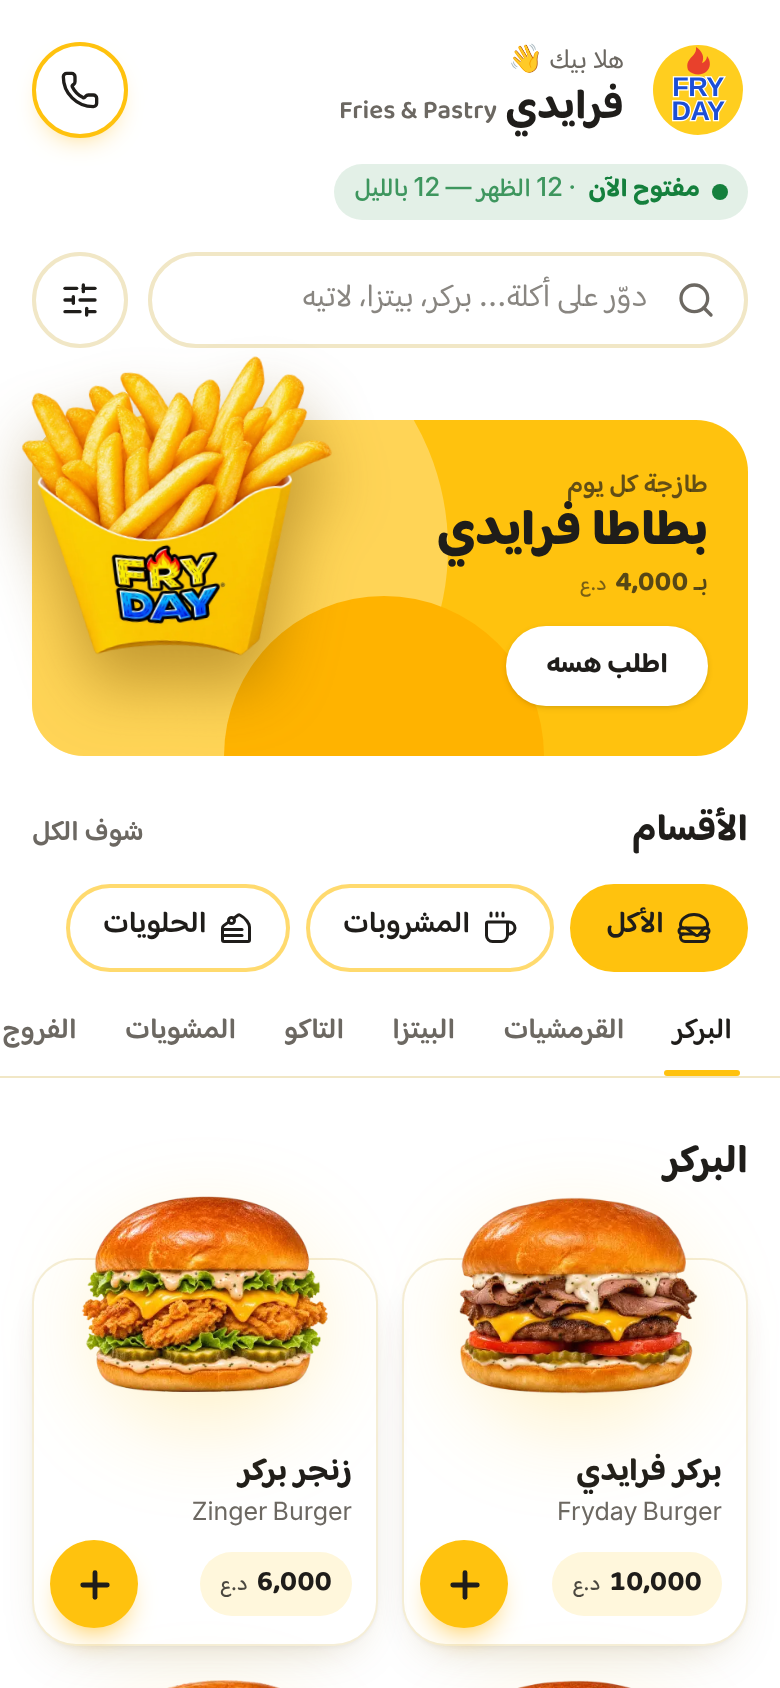 FRY
DAY
هلا بيك 👋
فرايدي Fries & Pastry
مفتوح الآن · 12 الظهر — 12 بالليل
دوّر على أكلة... بركر، بيتزا، لاتيه
طازجة كل يوم
بطاطا فرايدي
بـ 4,000 د.ع
اطلب هسه
FRY
DAY
الأقسام
شوف الكل
الأكل
المشروبات
الحلويات
البركر
القرمشيات
البيتزا
التاكو
المشويات
الفروج
البركر
بركر فرايدي
Fryday Burger
10,000 د.ع
زنجر بركر
Zinger Burger
6,000 د.ع